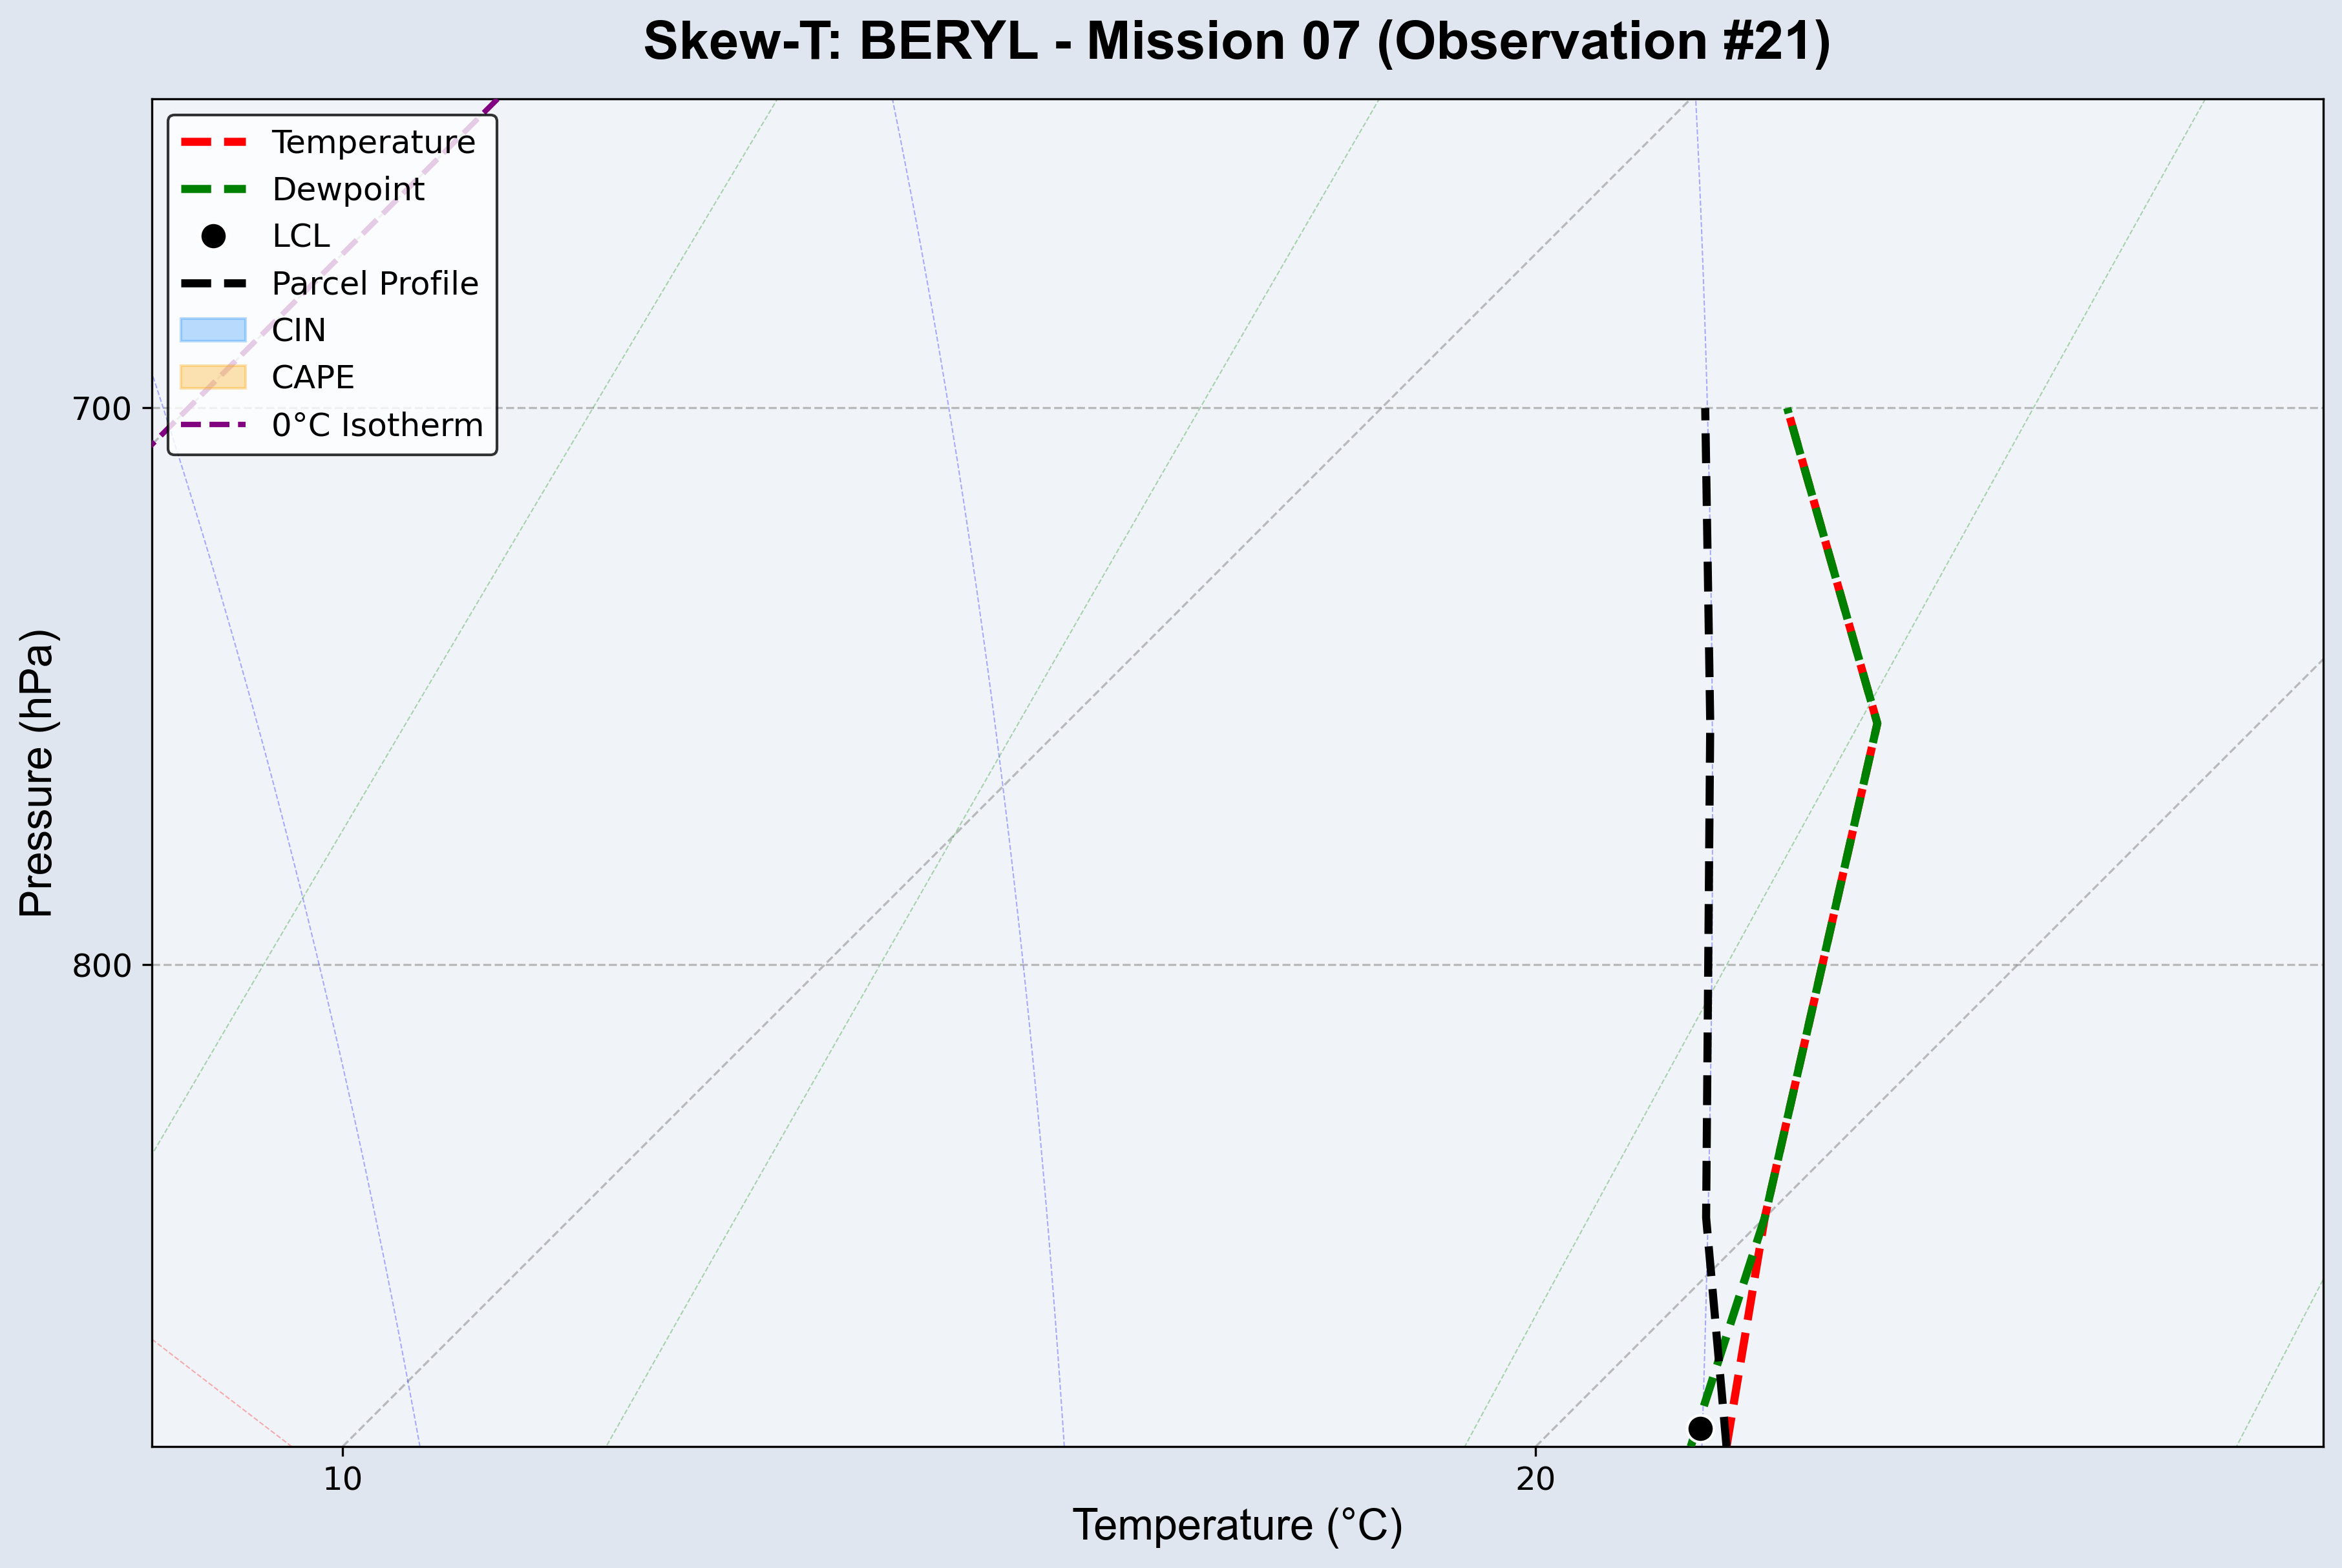 Skew-T: BERYL - Mission 07 (Observation #21)
Temperature
Dewpoint
LCL
Parcel Profile
CIN
CAPE
0°C Isotherm
700
800
Pressure (hPa)
10
20
Temperature (°C)